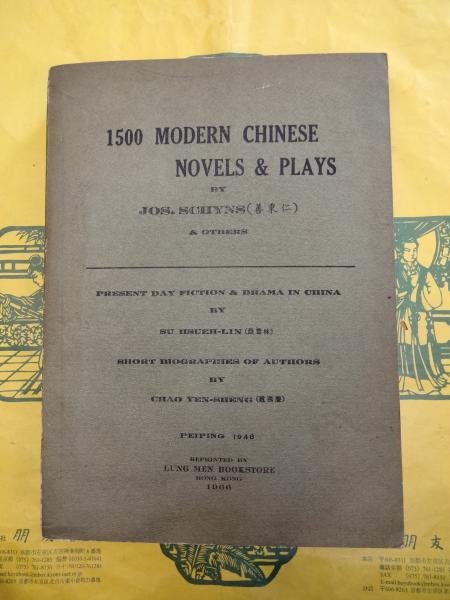 1500 MODERN CHINESE
NOVELS & PLAYS
BY
JOS. SCHYNS (善秉仁)
& OTHERS
PRESENT DAY FICTION & DRAMA IN CHINA
BY
SU HSUEH-LIN (蘇雪林)
SHORT BIOGRAPHIES OF AUTHORS
BY
CHAO YEN-SHENG (趙燕聲)
PEIPING 1948
REPRINTED BY
LUNG MEN BOOKSTORE
HONG KONG
1966
朋
友